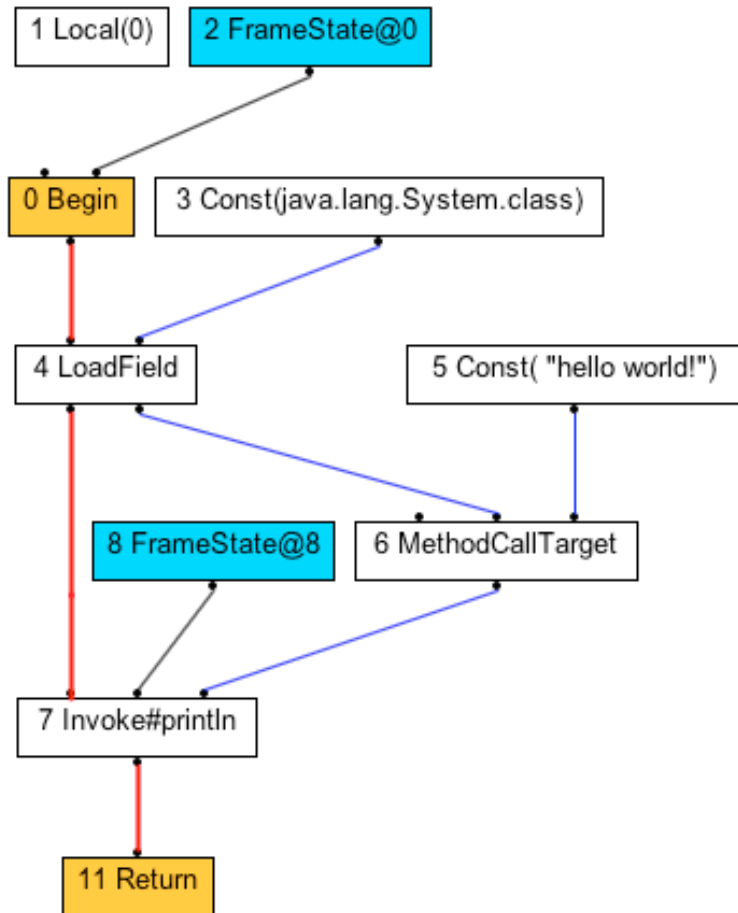 1 Local(0)
2 FrameState@0
0 Begin
3 Const(java.lang.System.class)
4 LoadField
5 Const( "hello world!")
8 FrameState@8
6 MethodCallTarget
7 Invoke#println
11 Return